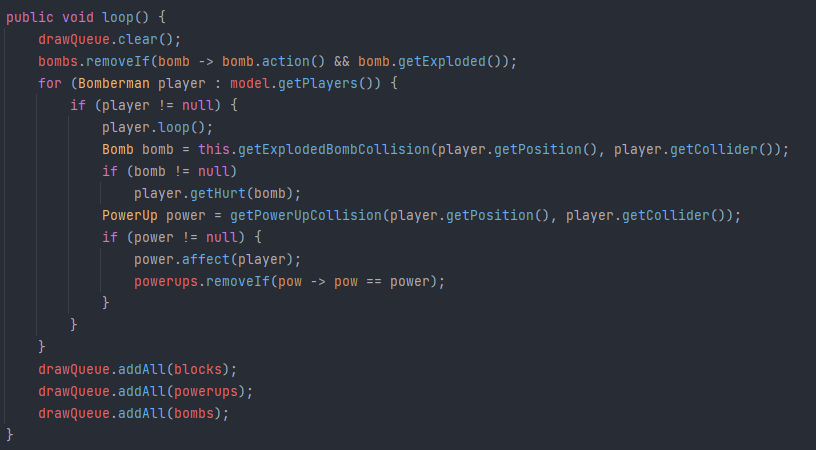 public void loop() {
    drawQueue.clear();
    bombs.removeIf(bomb -> bomb.action() && bomb.getExploded());
    for (Bomberman player : model.getPlayers()) {
        if (player != null) {
            player.loop();
            Bomb bomb = this.getExplodedBombCollision(player.getPosition(), player.getCollider());
            if (bomb != null)
                player.getHurt(bomb);
            PowerUp power = getPowerUpCollision(player.getPosition(), player.getCollider());
            if (power != null) {
                power.affect(player);
                powerups.removeIf(pow -> pow == power);
            }
        }
    }
    drawQueue.addAll(blocks);
    drawQueue.addAll(powerups);
    drawQueue.addAll(bombs);
}